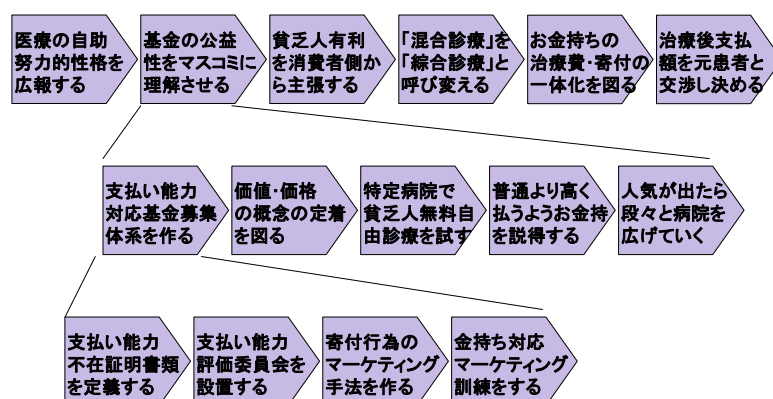 医療の自助
努力的性格を
広報する
基金の公益
性をマスコミに
理解させる
貧乏人有利
を消費者側か
ら主張する
「混合診療」を
「綜合診療」と
呼び変える
お金持ちの
治療費・寄付の
一体化を図る
治療後支払
額を元患者と
交渉し決める
支払い能力
対応基金募集
体系を作る
価値・価格
の概念の定着
を図る
特定病院で
貧乏人無料自
由診療を試す
普通より高く
払うようお金持
を説得する
人気が出たら
段々と病院を
広げていく
支払い能力
不在証明書類
を定義する
支払い能力
評価委員会を
設置する
寄付行為の
マーケティング
手法を作る
金持ち対応
マーケティング
訓練をする